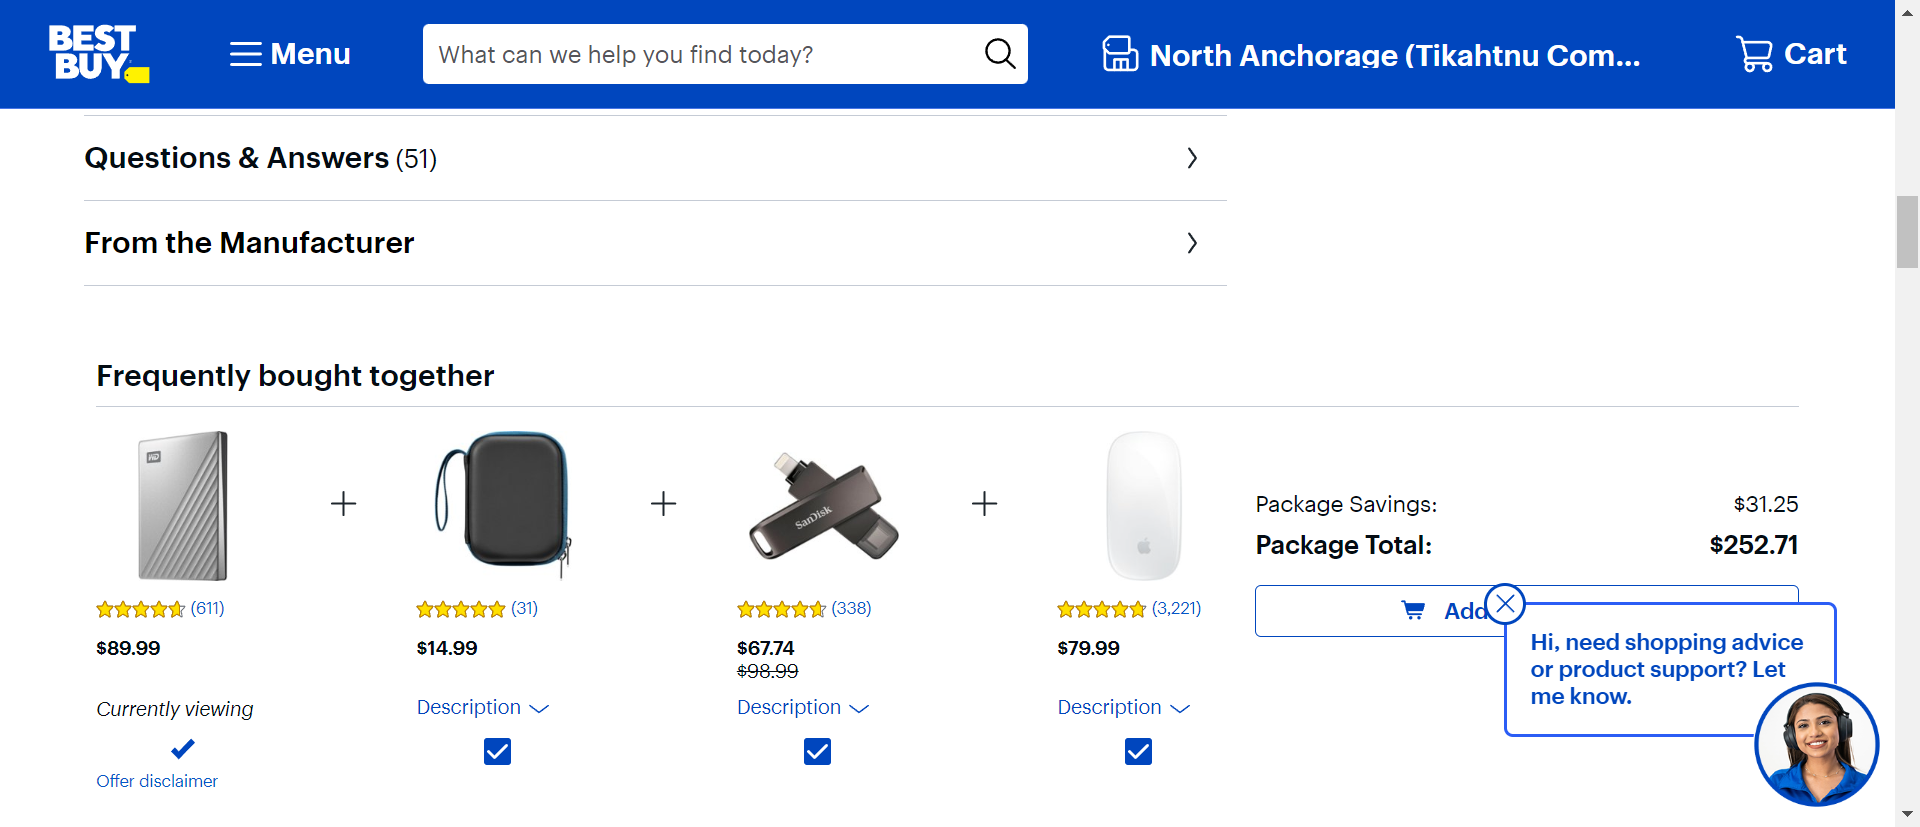 BEST
BUY
Menu
What can we help you find today?
North Anchorage (Tikahtnu Com...
Cart
Questions & Answers (51)
From the Manufacturer
Frequently bought together
WD
SanDisk
(611)
(31)
(338)
(3,221)
$89.99
$14.99
$67.74
$98.99
$79.99
Currently viewing
Description
Description
Description
Offer disclaimer
Package Savings: $31.25
Package Total: $252.71
Add
Hi, need shopping advice
or product support? Let
me know.